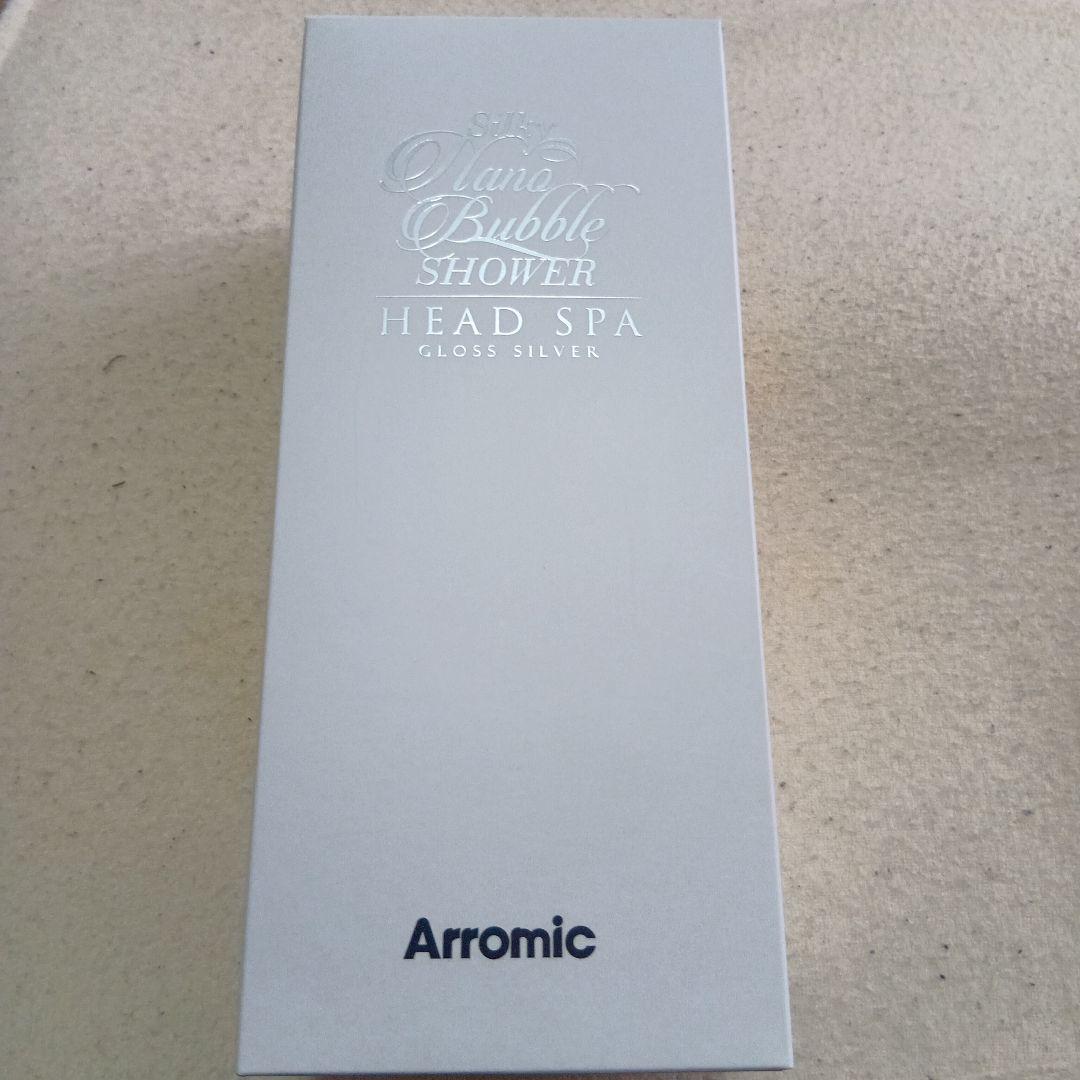 Silky
Nano
Bubble
SHOWER
HEAD SPA
GLOSS SILVER
Arromic